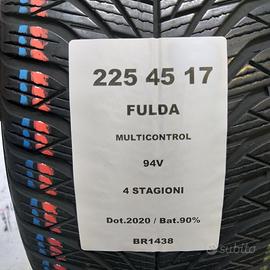 225 45 17
FULDA
MULTICONTROL
94V
4 STAGIONI
Dot.2020 / Bat.90%
BR1438
subito